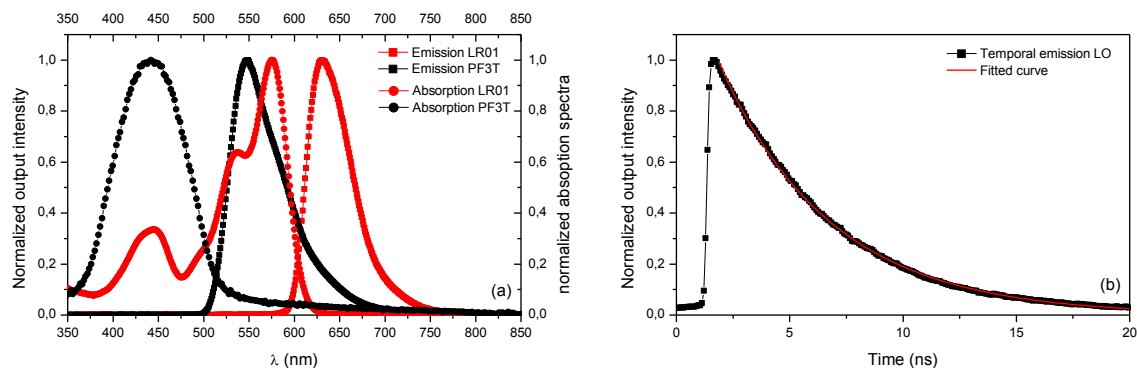 350 400 450 500 550 600 650 700 750 800 850
Normalized output intensity
1,0
0,8
0,6
0,4
0,2
0,0
Emission LR01
Emission PF3T
Absorption LR01
Absorption PF3T
(a)
1,0
0,8
0,6
0,4
0,2
0,0
normalized absoption spectra
350 400 450 500 550 600 650 700 750 800 850
λ (nm)
Normalized output intensity
1,0
0,8
0,6
0,4
0,2
0,0
Temporal emission LO
Fitted curve
(b)
0 5 10 15 20
Time (ns)